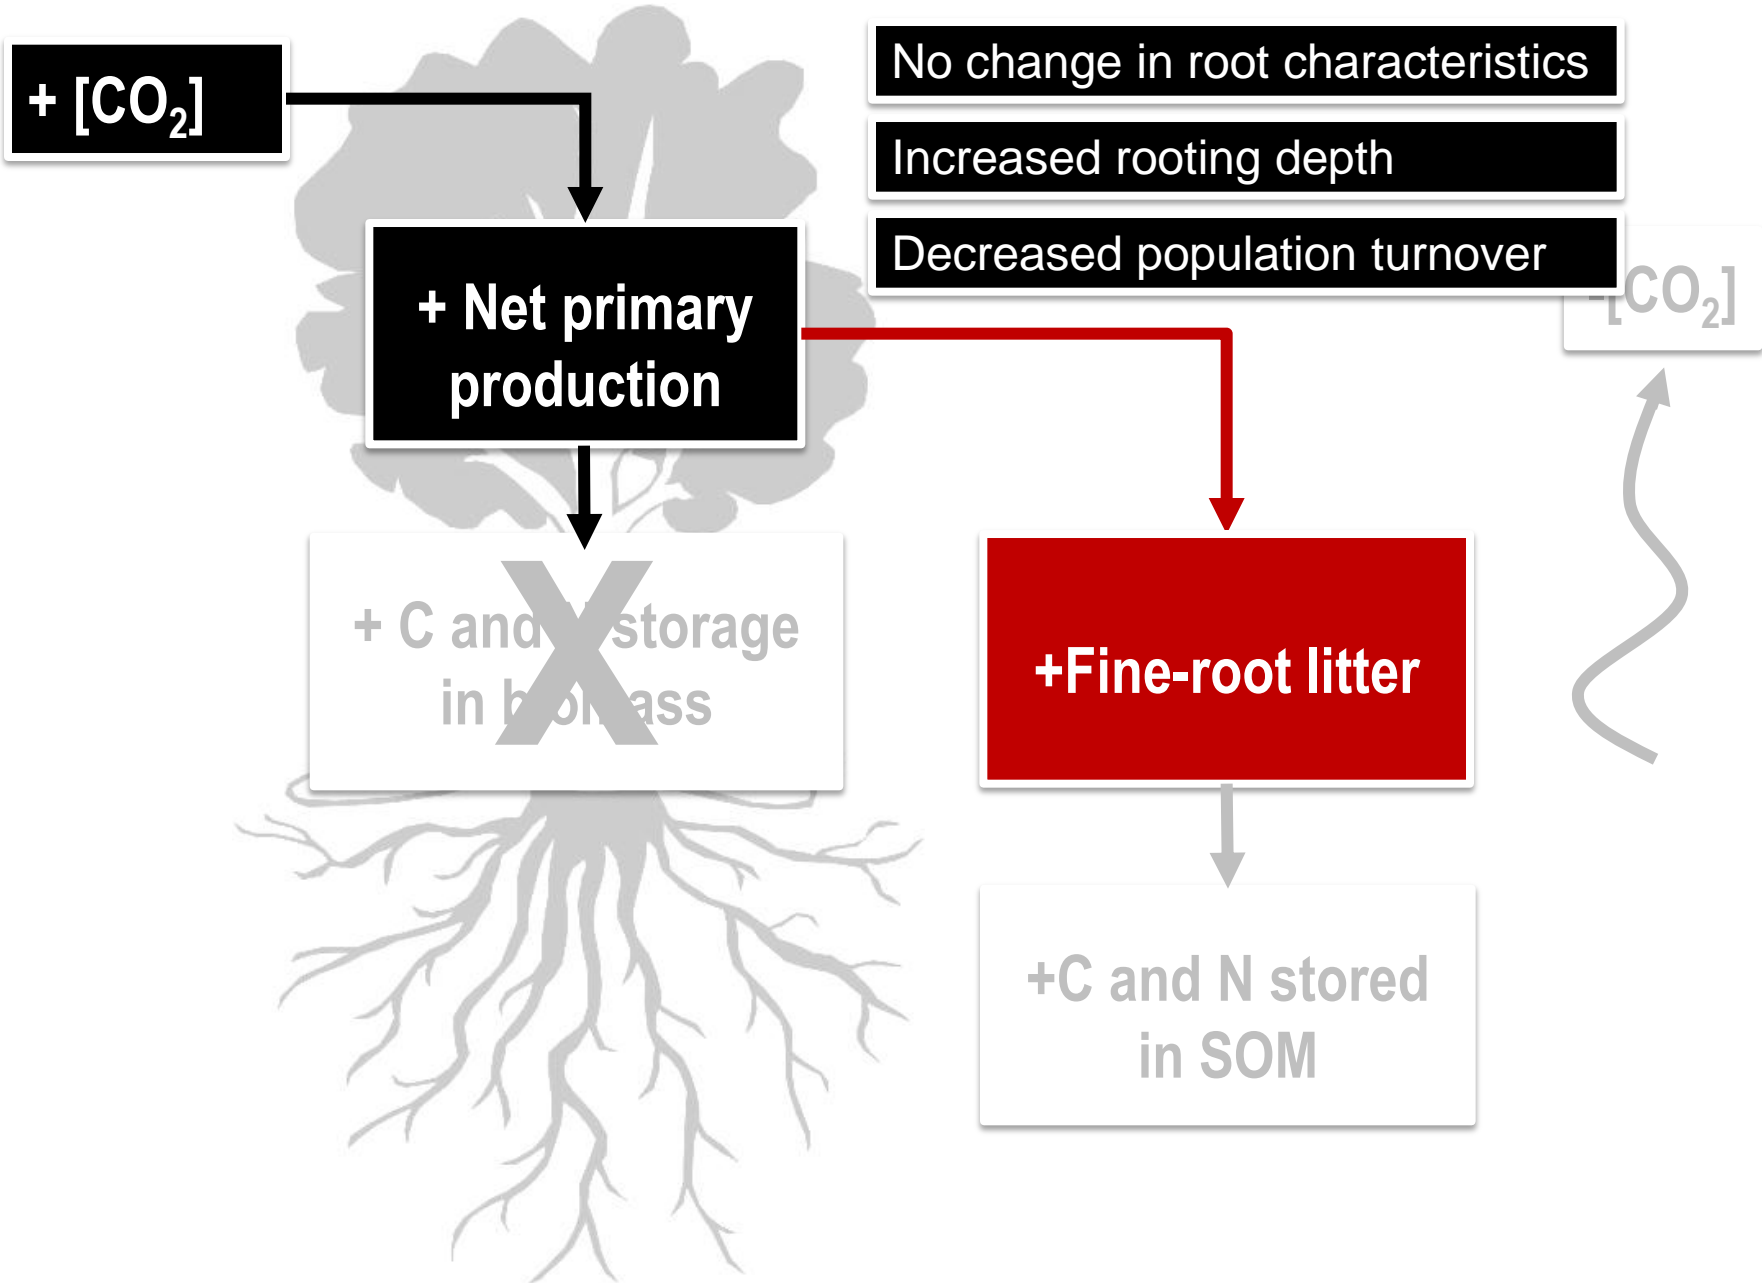 + [CO₂]
No change in root characteristics
Increased rooting depth
Decreased population turnover
-[CO₂]
+ Net primary
production
+ C and storage
in biomass
X
+Fine-root litter
+C and N stored
in SOM